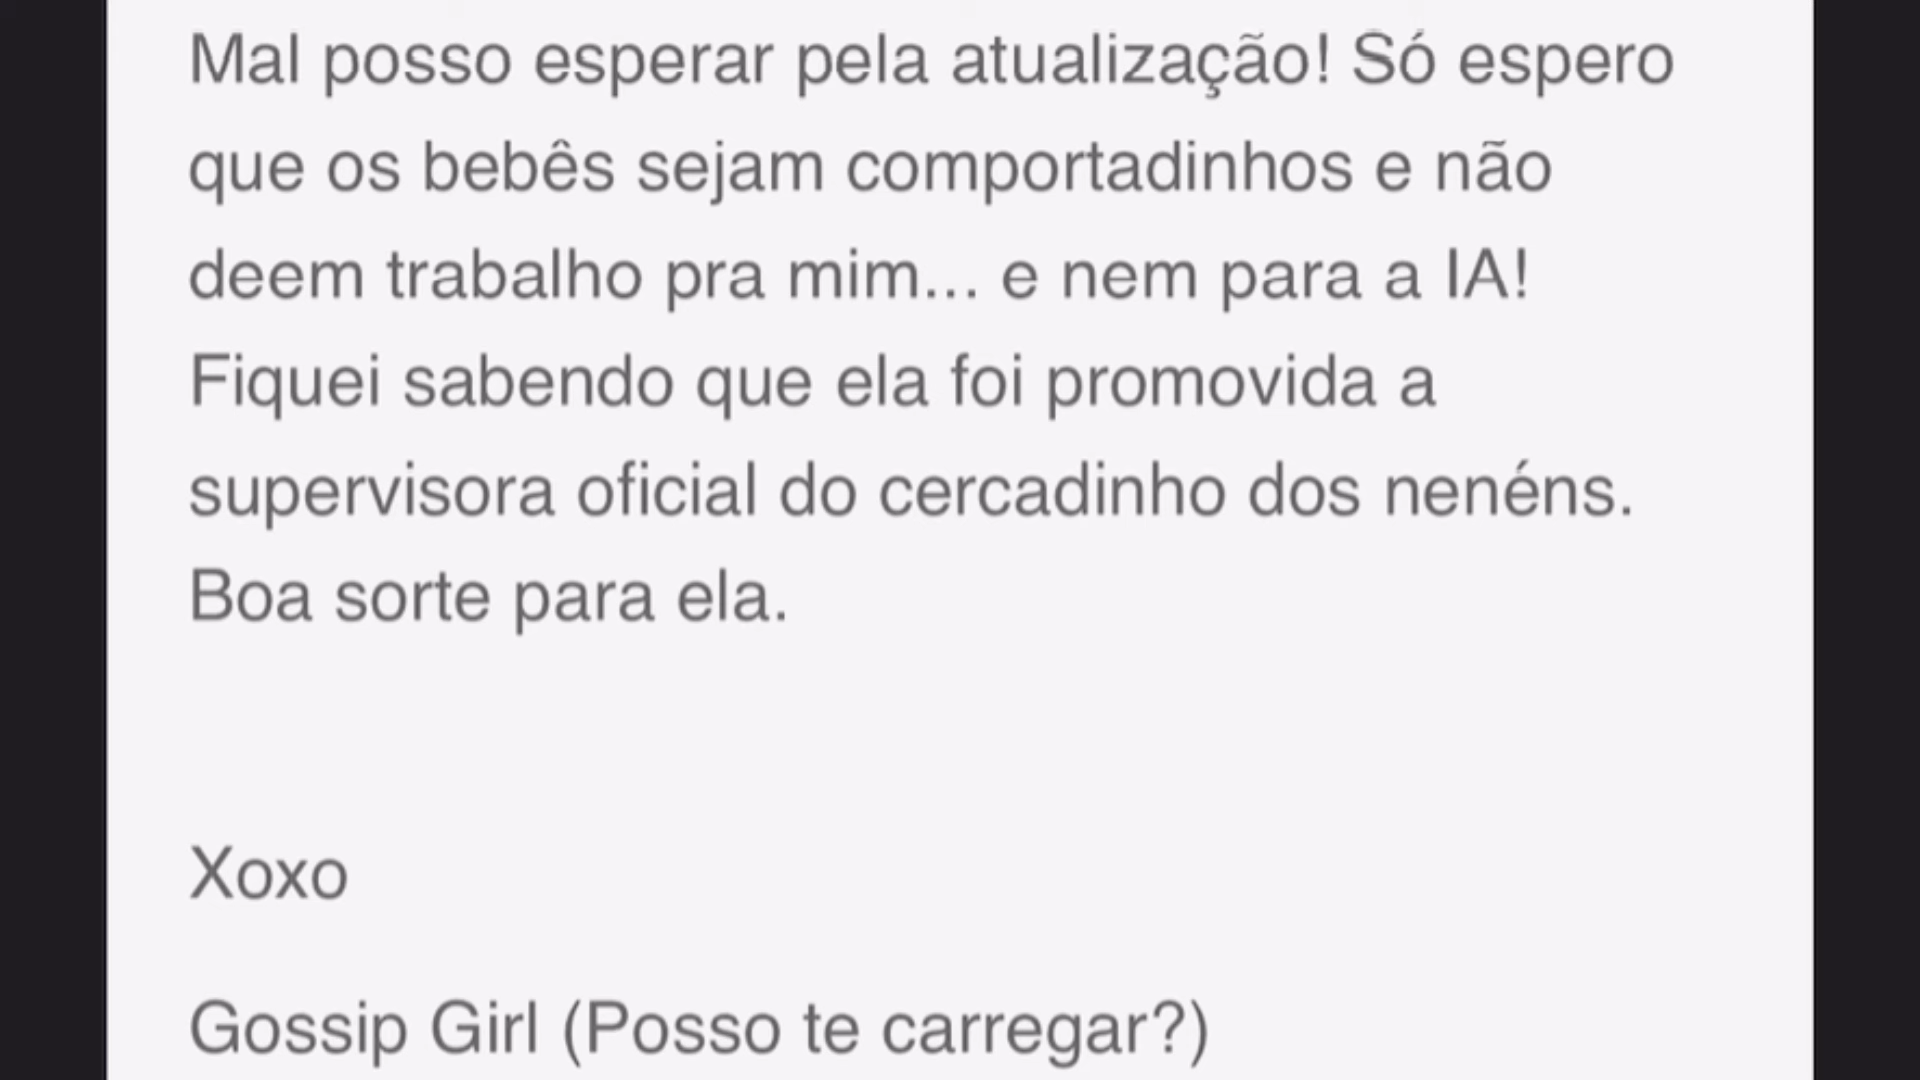 Mal posso esperar pela atualização! Só espero
que os bebês sejam comportadinhos e não
deem trabalho pra mim... e nem para a IA!
Fiquei sabendo que ela foi promovida a
supervisora oficial do cercadinho dos nenéns.
Boa sorte para ela.
Xoxo
Gossip Girl (Posso te carregar?)